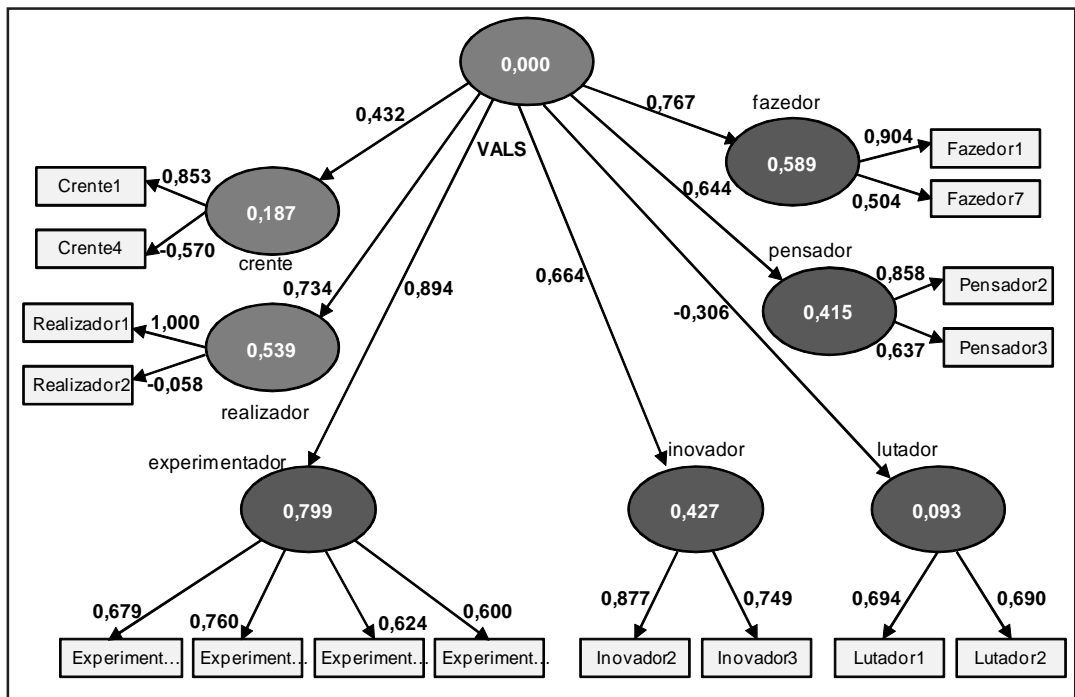 0,000
fazedor
0,767
0,432
VALS
0,904
Fazedor1
0,589
Crente1
0,853
0,504
Fazedor7
0,644
0,187
Crente4
-0,570
crente
pensador
0,734
0,894
0,664
0,858
Pensador2
-0,306
0,415
Realizador1
1,000
0,539
0,637
Pensador3
Realizador2
-0,058
realizador
experimentador
inovador
lutador
0,799
0,427
0,093
0,679
0,760
0,624
0,600
0,877
0,749
0,694
0,690
Experiment...
Experiment...
Experiment...
Experiment...
Inovador2
Inovador3
Lutador1
Lutador2